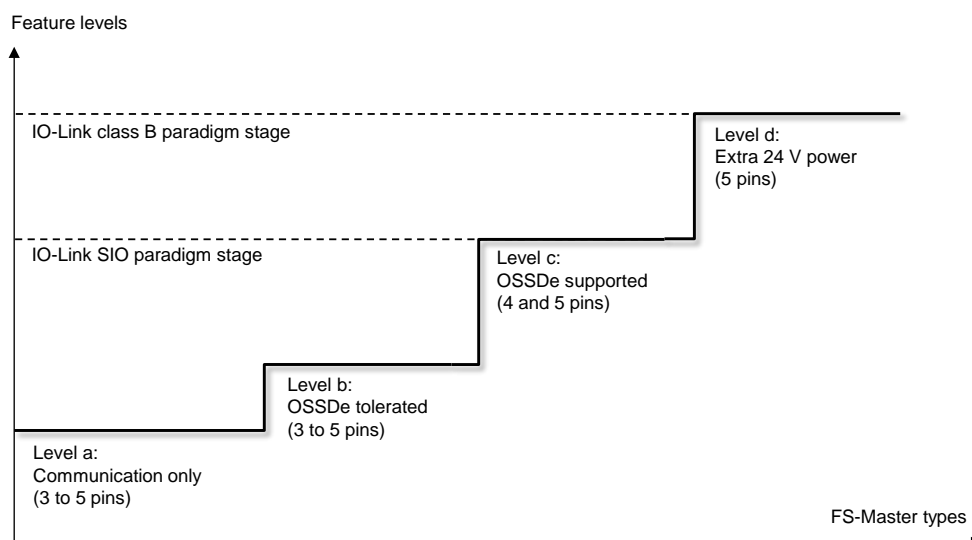 Feature levels
IO-Link class B paradigm stage
Level d:
Extra 24 V power
(5 pins)
IO-Link SIO paradigm stage
Level c:
OSSDe supported
(4 and 5 pins)
Level b:
OSSDe tolerated
(3 to 5 pins)
Level a:
Communication only
(3 to 5 pins)
FS-Master types